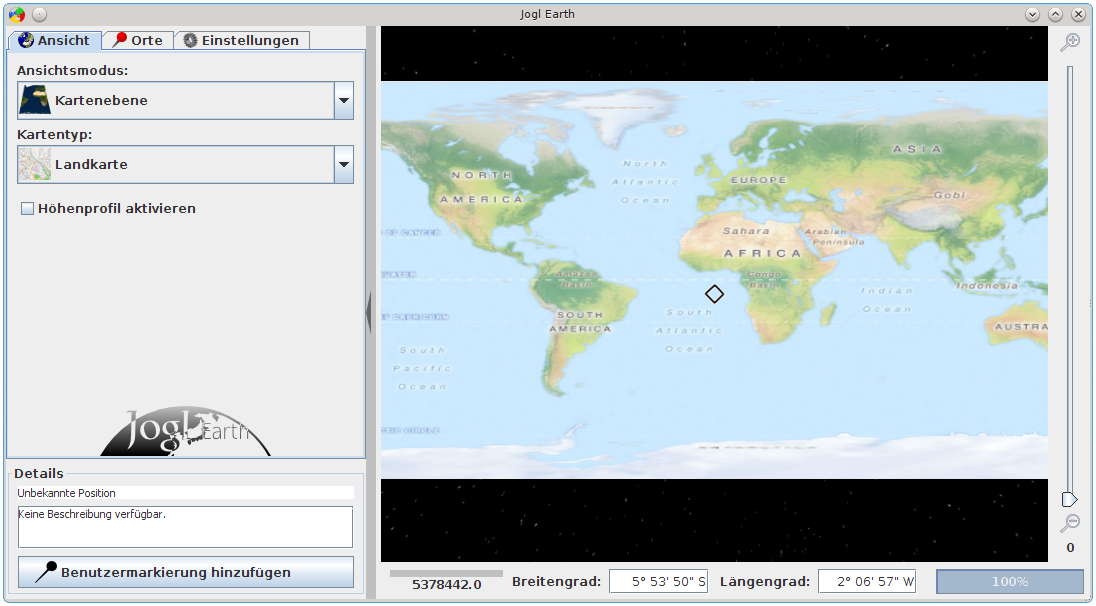 Jogl Earth
Ansicht
Orte
Einstellungen
Ansichtsmodus:
Kartenebene
Kartentyp:
Landkarte
Höhenprofil aktivieren
Jogl Earth
Details
Unbekannte Position
Keine Beschreibung verfügbar.
Benutzermarkierung hinzufügen
NORTH
AMERICA
North
Atlantic
Ocean
EUROPE
ASIA
Gobi
Sahara
Arabian
Peninsula
AFRICA
OF CANCER
Amazon
Basin
Congo
Basin
Indian
Ocean
Indonesia
SOUTH
AMERICA
South
Atlantic
Ocean
AUSTRA
OF CAPRICORN
South
Pacific
Ocean
CIRCLE
0
5378442.0
Breitengrad:
5° 53' 50" S
Längengrad:
2° 06' 57" W
100%